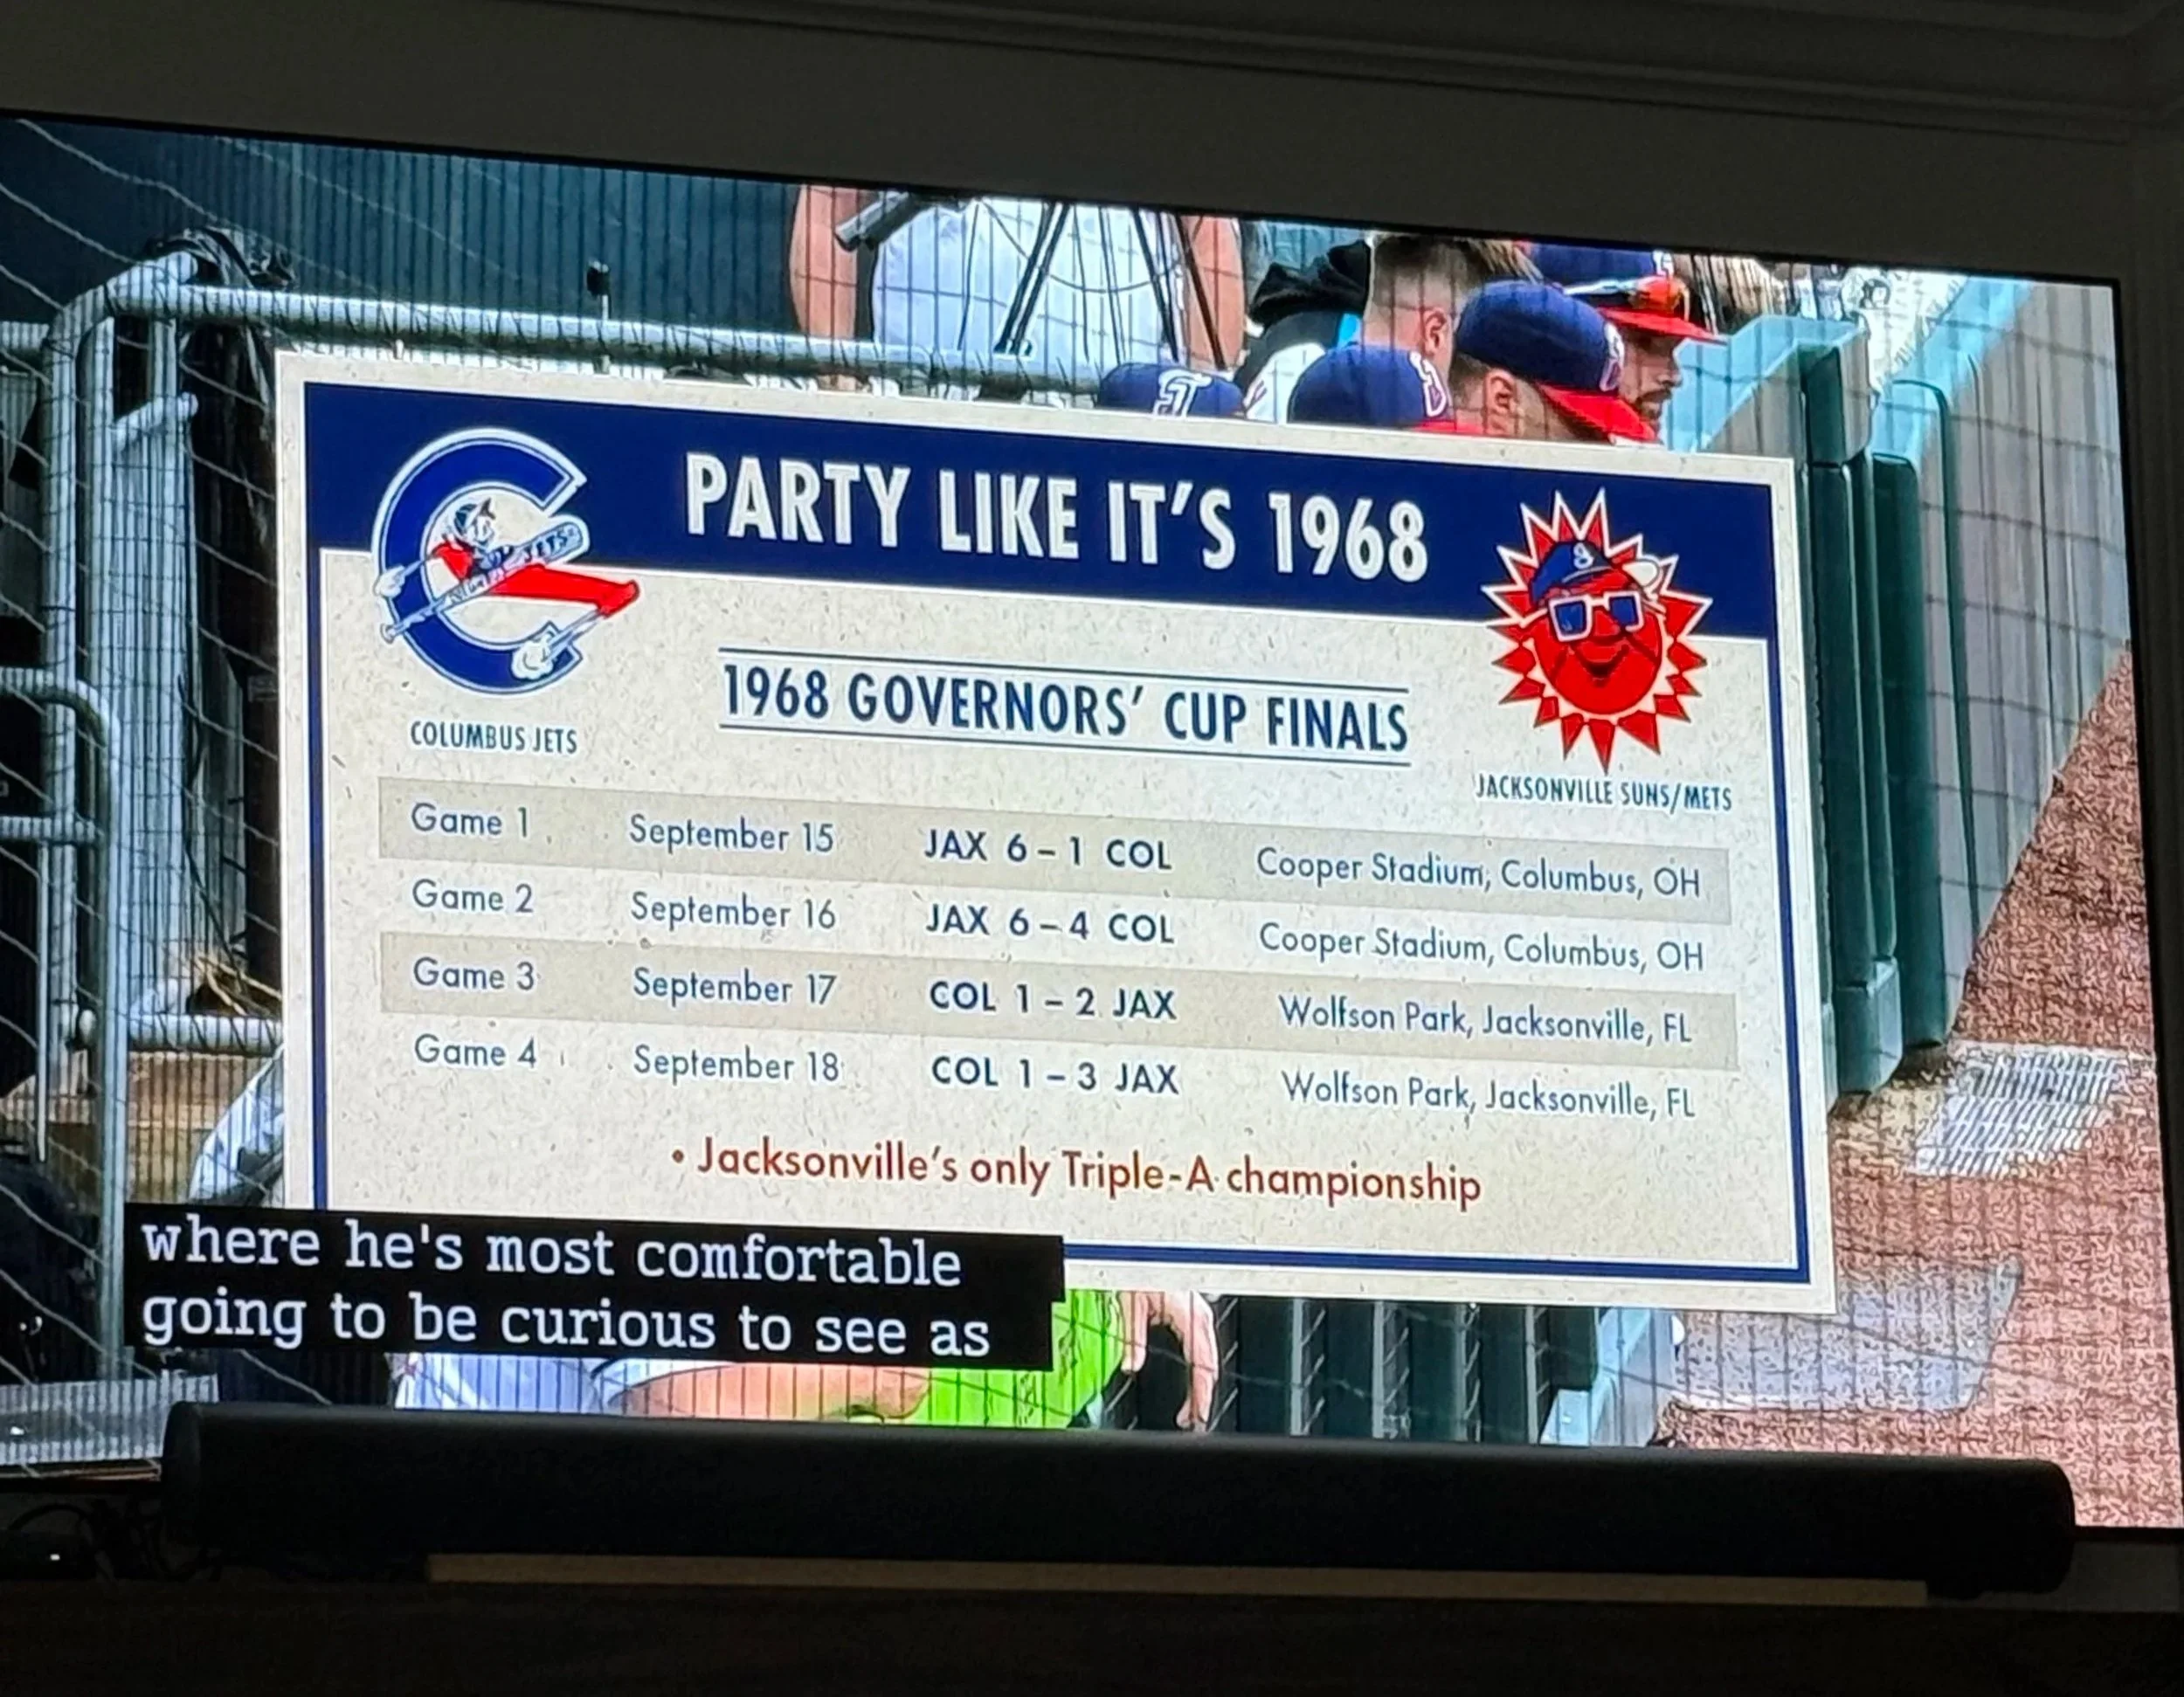 PARTY LIKE IT'S 1968
JETS
1968 GOVERNORS' CUP FINALS
COLUMBUS JETS
JACKSONVILLE SUNS/METS
Game 1 September 15 JAX 6 – 1 COL Cooper Stadium, Columbus, OH
Game 2 September 16 JAX 6 – 4 COL Cooper Stadium, Columbus, OH
Game 3 September 17 COL 1 – 2 JAX Wolfson Park, Jacksonville, FL
Game 4 September 18 COL 1 – 3 JAX Wolfson Park, Jacksonville, FL
• Jacksonville's only Triple-A championship
where he's most comfortable
going to be curious to see as